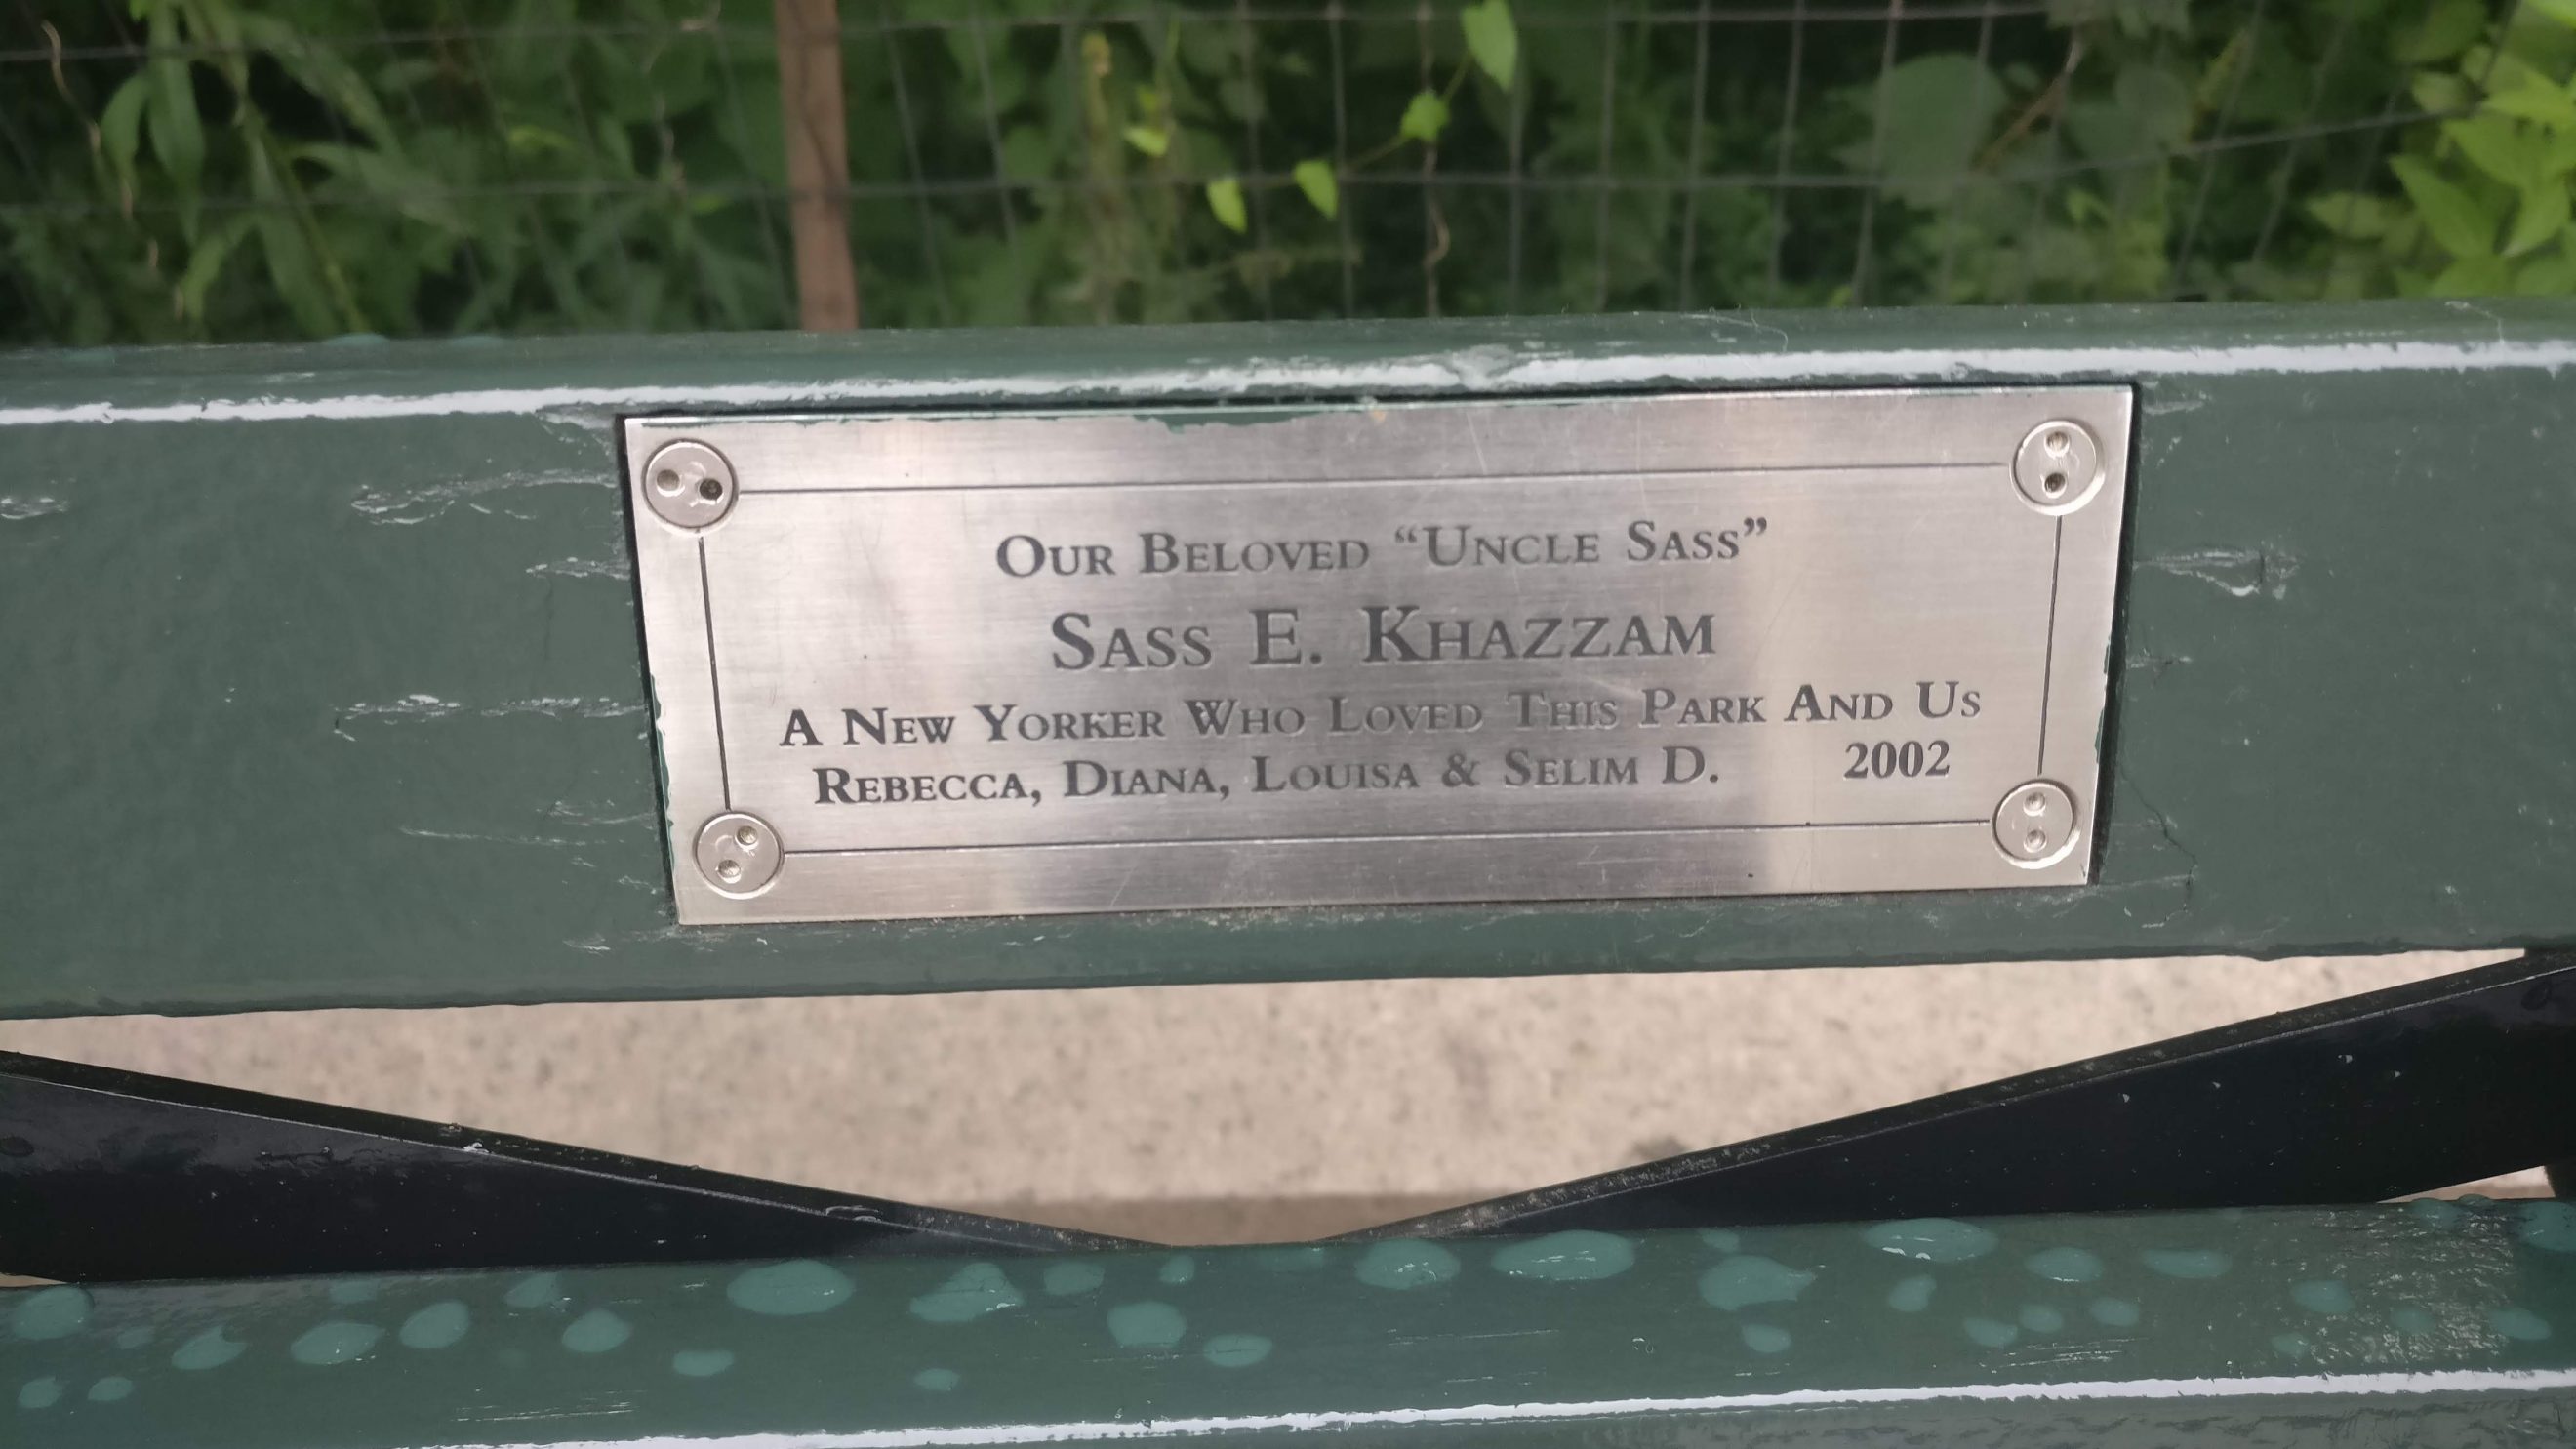 Our Beloved “Uncle Sass”
Sass E. Khazzam
A New Yorker Who Loved This Park And Us
Rebecca, Diana, Louisa & Selim D. 2002